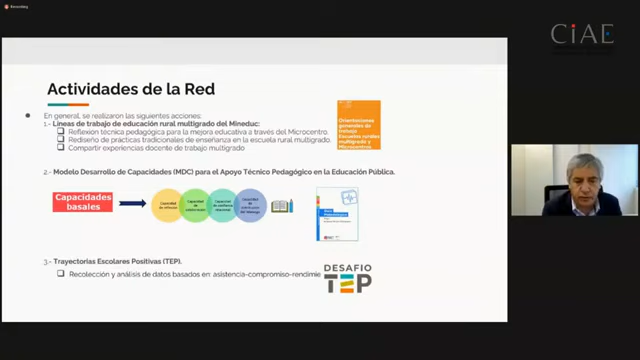 Recording
CIAE
Actividades de la Red
En general, se realizaron las siguientes acciones:
1.- Líneas de trabajo de educación rural multigrado del Mineduc:
Reflexión técnica pedagógica para la mejora educativa a través del Microcentro.
Rediseño de prácticas tradicionales de enseñanza en la escuela rural multigrado.
Compartir experiencias docente de trabajo multigrado
Orientaciones
generales de
trabajo
Escuelas rurales
multigrado y
Microcentros.
2.- Modelo Desarrollo de Capacidades (MDC) para el Apoyo Técnico Pedagógico en la Educación Pública.
Capacidades
basales
3.- Trayectorias Escolares Positivas (TEP).
Recolección y análisis de datos basados en: asistencia-compromiso-rendimie
DESAFIO
TEP